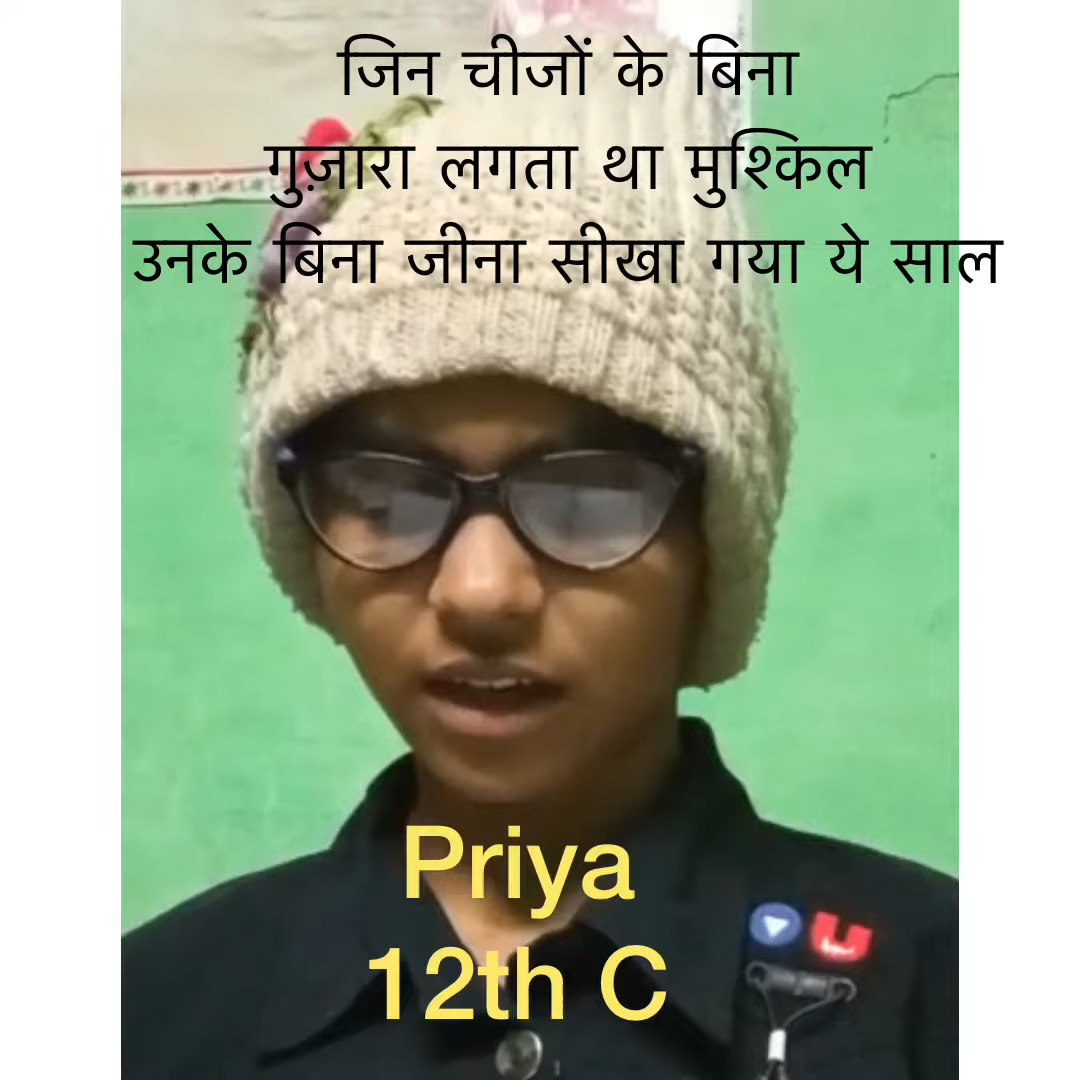 जिन चीजों के बिना
गुज़ारा लगता था मुश्किल
उनके बिना जीना सीखा गया ये साल
Priya
12th C